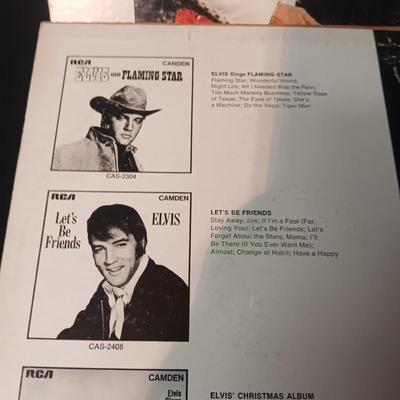 RCA CAMDEN
ELVIS SINGS FLAMING STAR
CAS-2304
ELVIS Sings FLAMING STAR
Flaming Star; Wonderful World;
Night Life; All I Needed Was the Rain;
Too Much Monkey Business; Yellow Rose
of Texas; The Eyes of Texas; She's
a Machine; Do the Vega; Tiger Man
RCA CAMDEN
Let's
Be
Friends
ELVIS
CAS-2408
LET'S BE FRIENDS
Stay Away, Joe; If I'm a Fool (For
Loving You); Let's Be Friends; Let's
Forget About the Stars; Mama; I'll
Be There (If You Ever Want Me);
Almost; Change of Habit; Have a Happy
RCA CAMDEN
Elvis
Sings
ELVIS' CHRISTMAS ALBUM